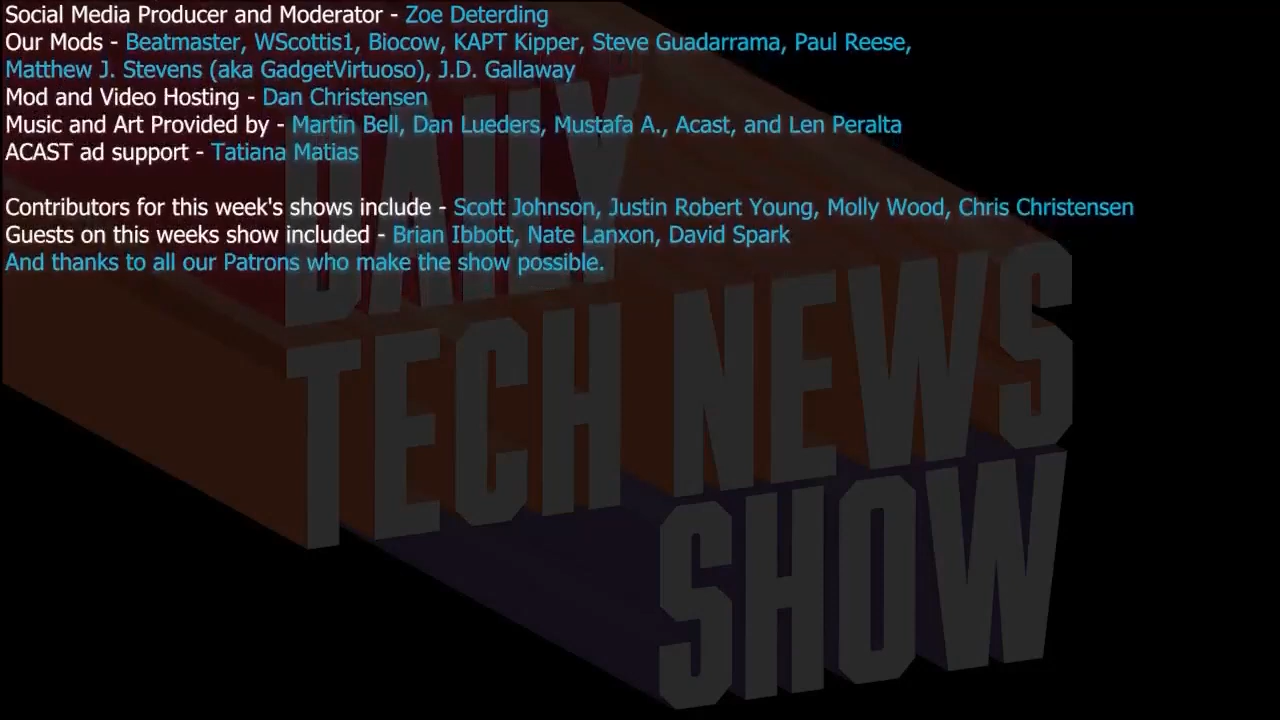 Social Media Producer and Moderator - Zoe Deterding
Our Mods - Beatmaster, WScottis1, Biocow, KAPT Kipper, Steve Guadarrama, Paul Reese,
Matthew J. Stevens (aka GadgetVirtuoso), J.D. Gallaway
Mod and Video Hosting - Dan Christensen
Music and Art Provided by - Martin Bell, Dan Lueders, Mustafa A., Acast, and Len Peralta
ACAST ad support - Tatiana Matias
Contributors for this week's shows include - Scott Johnson, Justin Robert Young, Molly Wood, Chris Christensen
Guests on this weeks show included - Brian Ibbott, Nate Lanxon, David Spark
And thanks to all our Patrons who make the show possible.
DAILY
TECH NEWS
SHOW